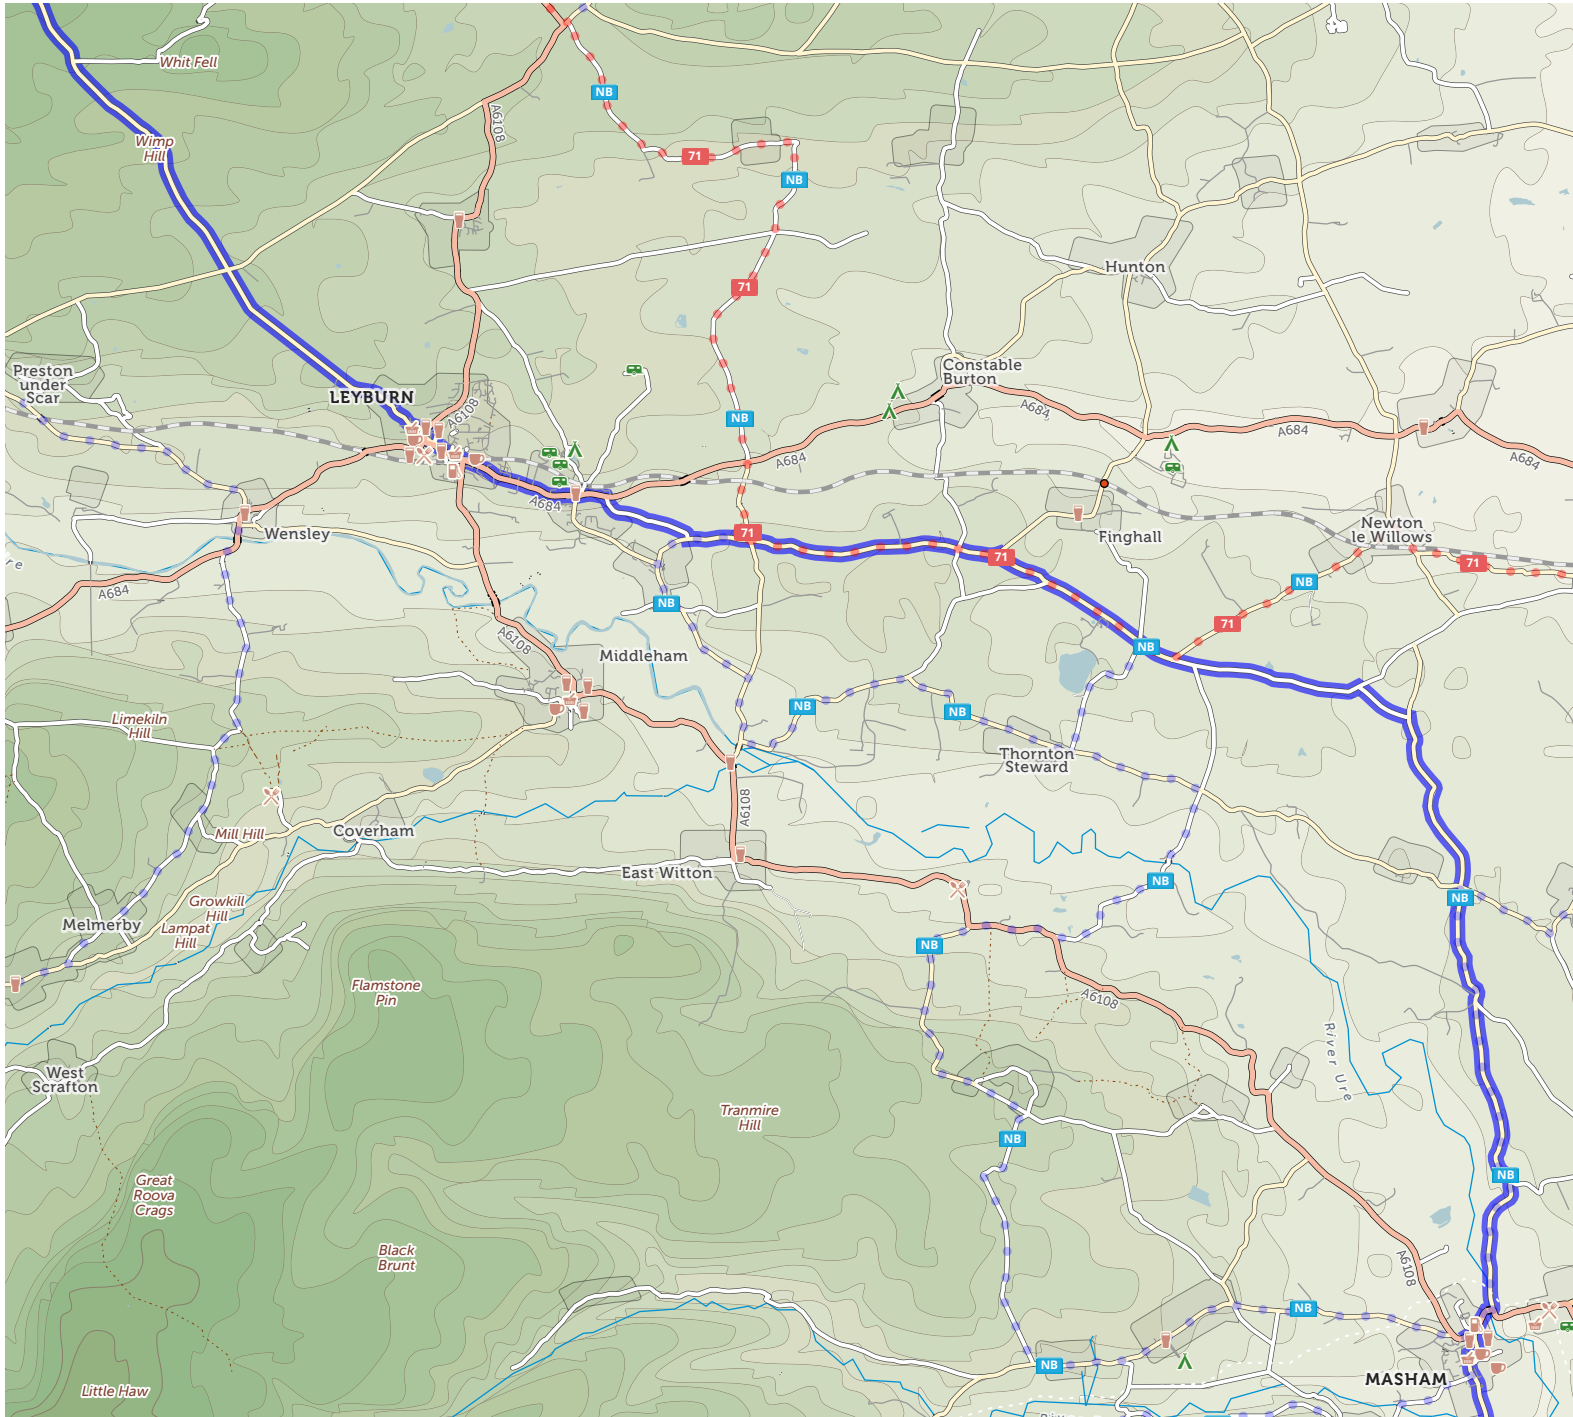 Whit Fell
NB
A6108
Wimp
Hill
71
NB
71
Hunton
Preston
under
Scar
LEYBURN
A6108
NB
Constable
Burton
A684
A684
A684
A684
A684
Wensley
71
71
Finghall
Newton
le Willows
71
NB
71
NB
re
A684
A6108
NB
Middleham
NB
NB
Limekiln
Hill
Thornton
Steward
A6108
Mill Hill
Coverham
East Witton
NB
NB
Growkill
Hill
Lampat
Hill
Melmerby
NB
Flamstone
Pin
A6108
River Ure
West
Scrafton
Tranmire
Hill
NB
NB
Great
Roova
Crags
Black
Brunt
A6108
NB
NB
Little Haw
MASHAM